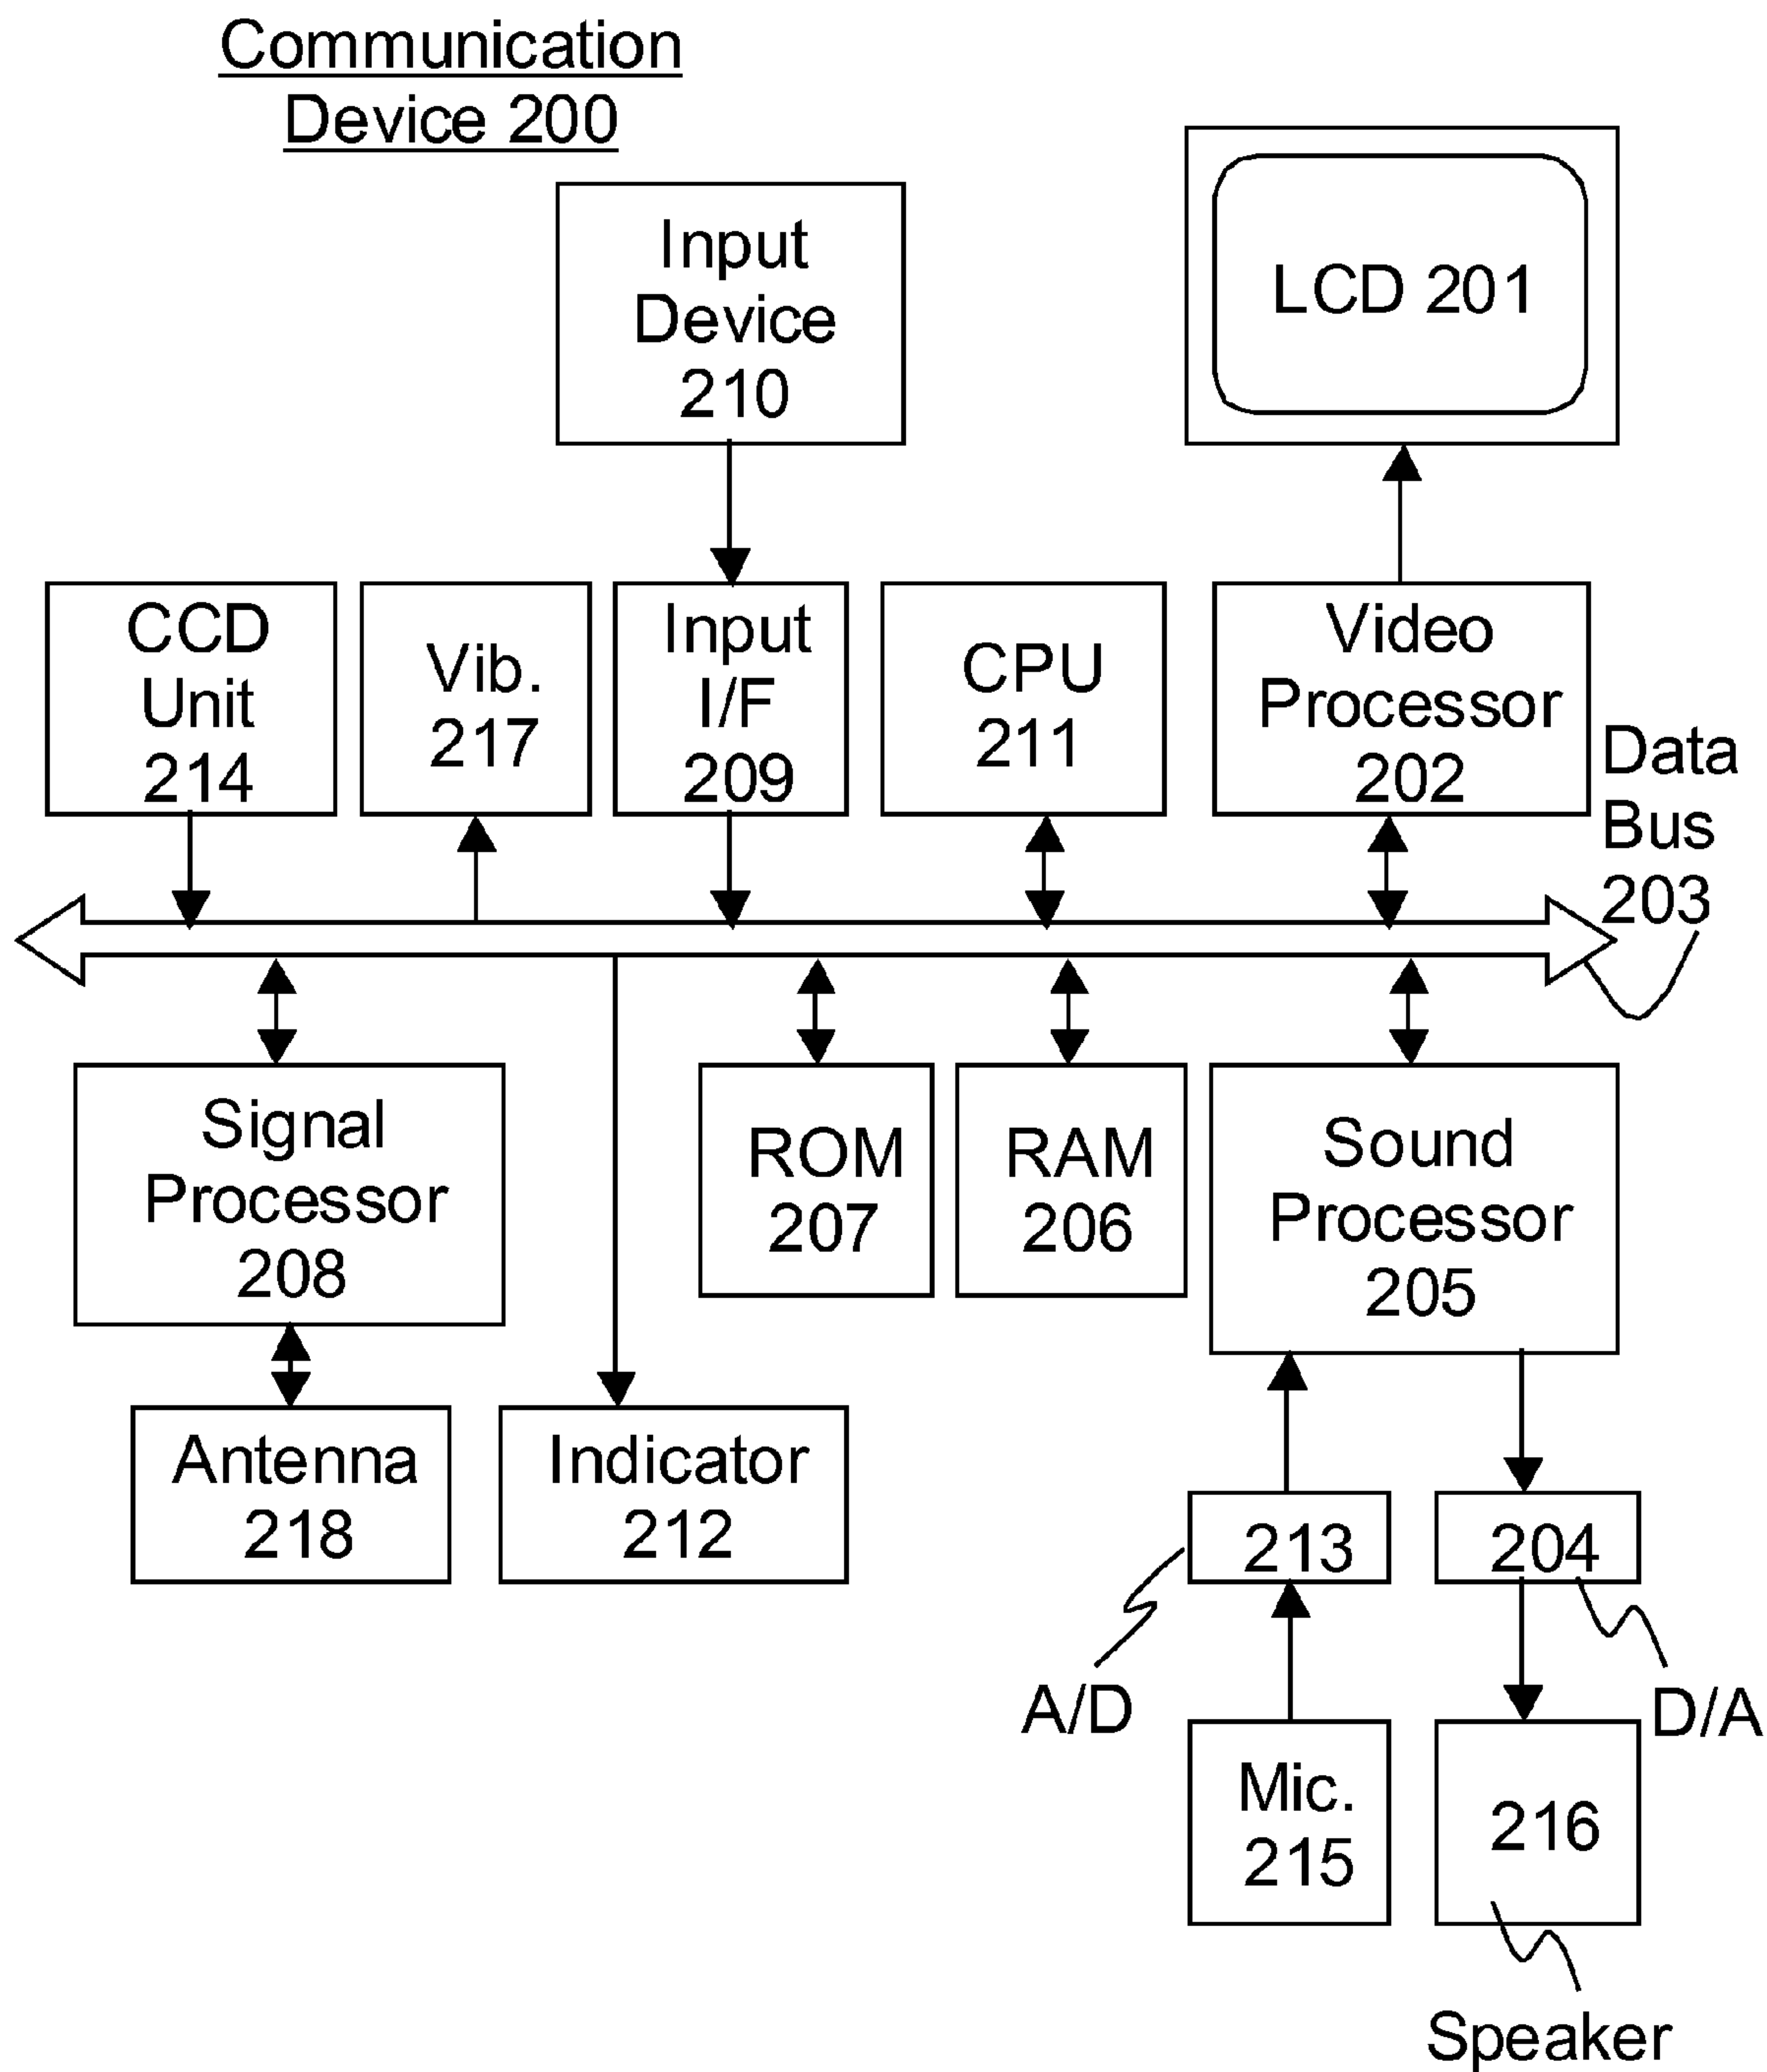 Communication
Device 200
Input
Device
210
LCD 201
CCD
Unit
214
Vib.
217
Input
I/F
209
CPU
211
Video
Processor
202
Data
Bus
203
Signal
Processor
208
ROM
207
RAM
206
Sound
Processor
205
Antenna
218
Indicator
212
213
204
A/D
D/A
Mic.
215
216
Speaker